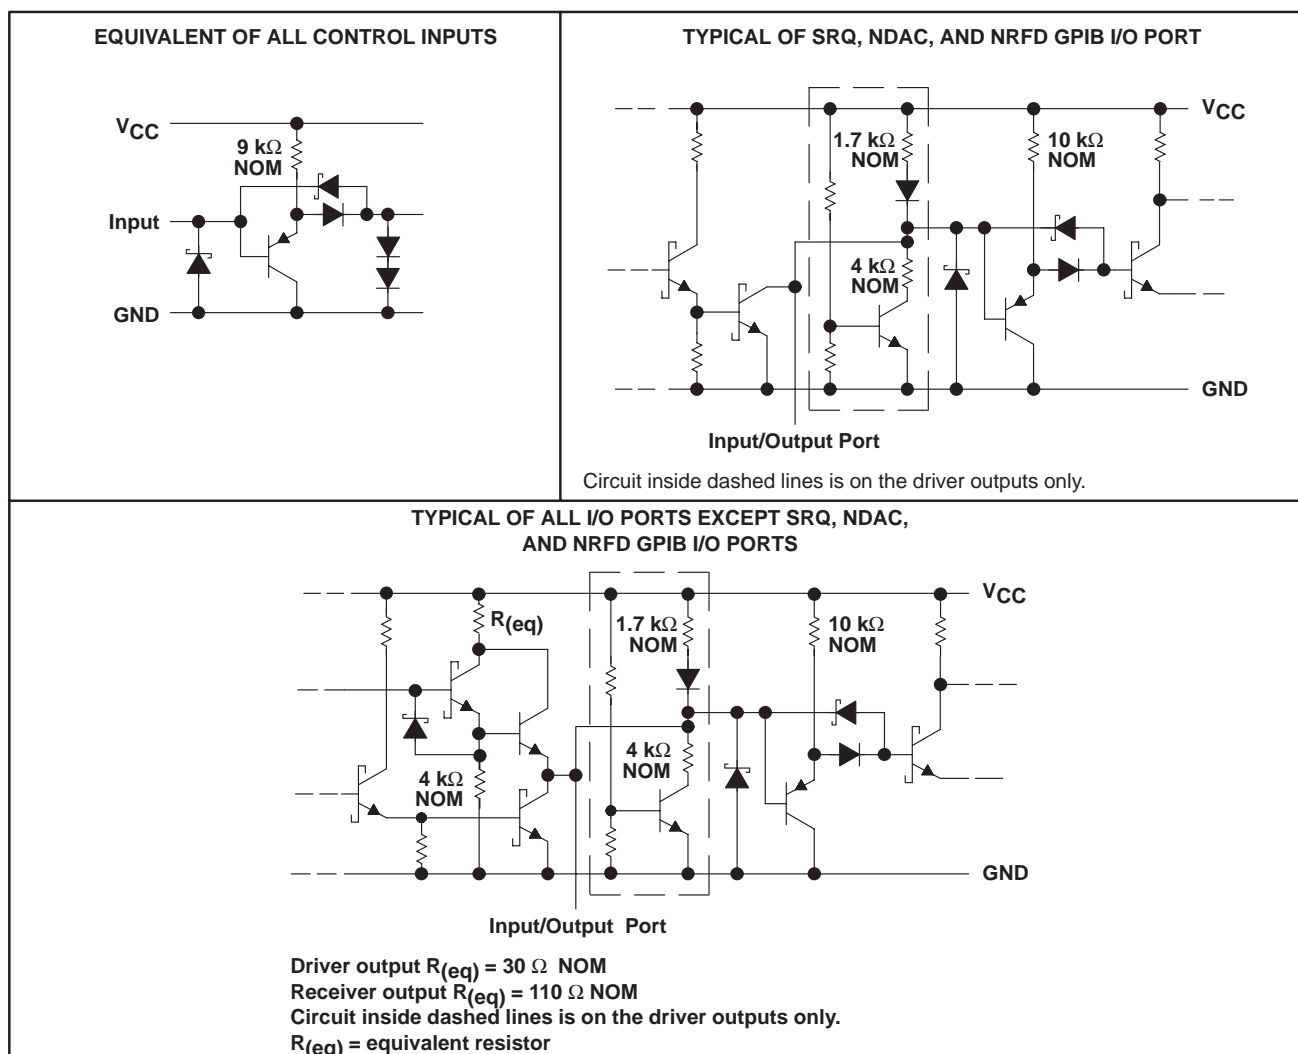 EQUIVALENT OF ALL CONTROL INPUTS
VCC
9 kΩ
NOM
Input
GND
TYPICAL OF SRQ, NDAC, AND NRFD GPIB I/O PORT
VCC
1.7 kΩ
NOM
10 kΩ
NOM
4 kΩ
NOM
GND
Input/Output Port
Circuit inside dashed lines is on the driver outputs only.
TYPICAL OF ALL I/O PORTS EXCEPT SRQ, NDAC,
AND NRFD GPIB I/O PORTS
VCC
R(eq)
1.7 kΩ
NOM
10 kΩ
NOM
4 kΩ
NOM
4 kΩ
NOM
GND
Input/Output Port
Driver output R(eq) = 30 Ω NOM
Receiver output R(eq) = 110 Ω NOM
Circuit inside dashed lines is on the driver outputs only.
R(eq) = equivalent resistor